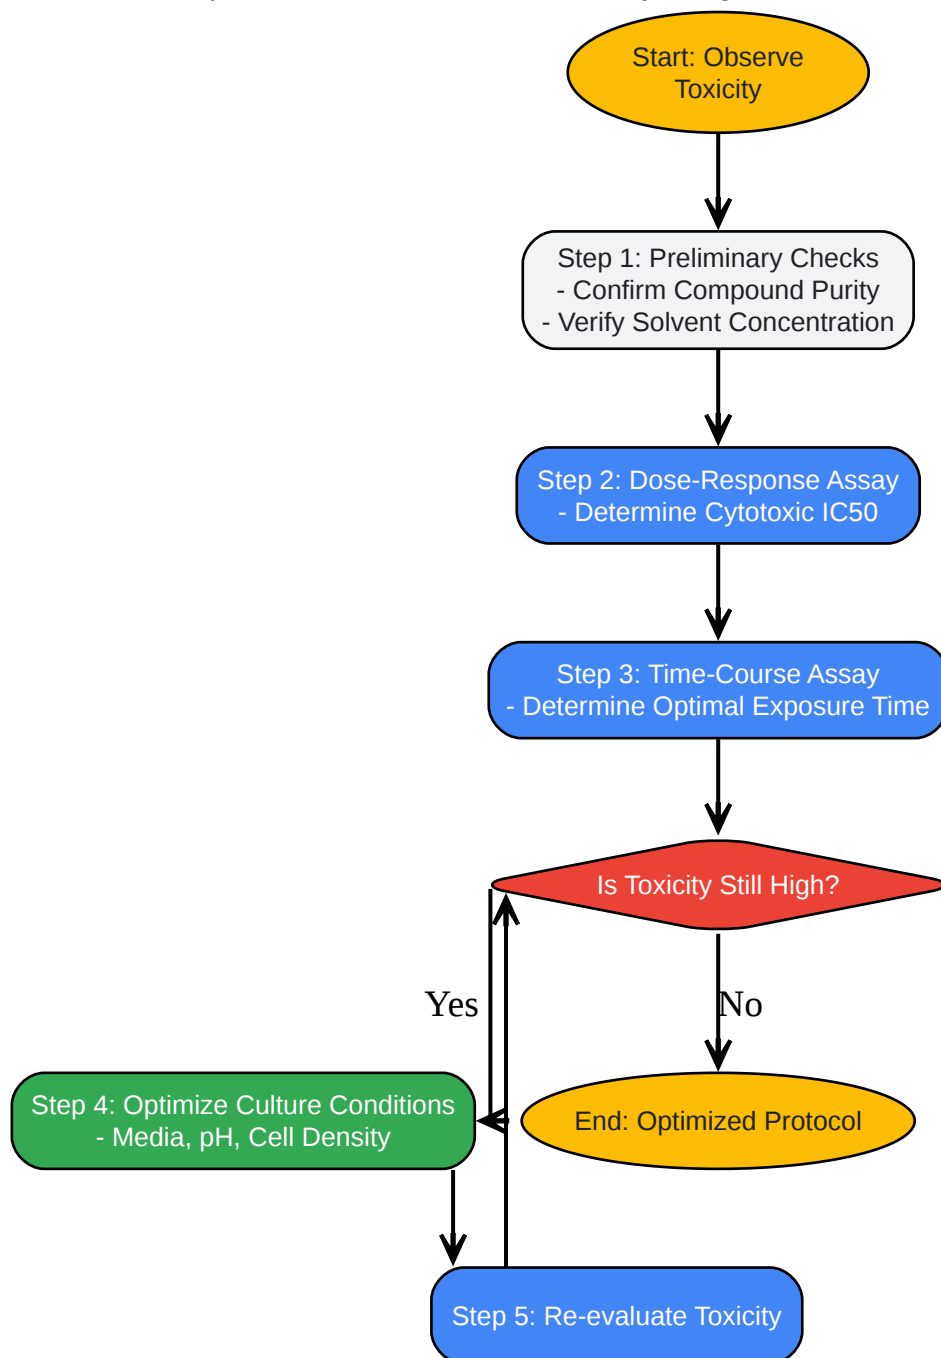 Start: Observe
Toxicity
Step 1: Preliminary Checks
- Confirm Compound Purity
- Verify Solvent Concentration
Step 2: Dose-Response Assay
- Determine Cytotoxic IC50
Step 3: Time-Course Assay
- Determine Optimal Exposure Time
Is Toxicity Still High?
Yes
No
Step 4: Optimize Culture Conditions
- Media, pH, Cell Density
End: Optimized Protocol
Step 5: Re-evaluate Toxicity